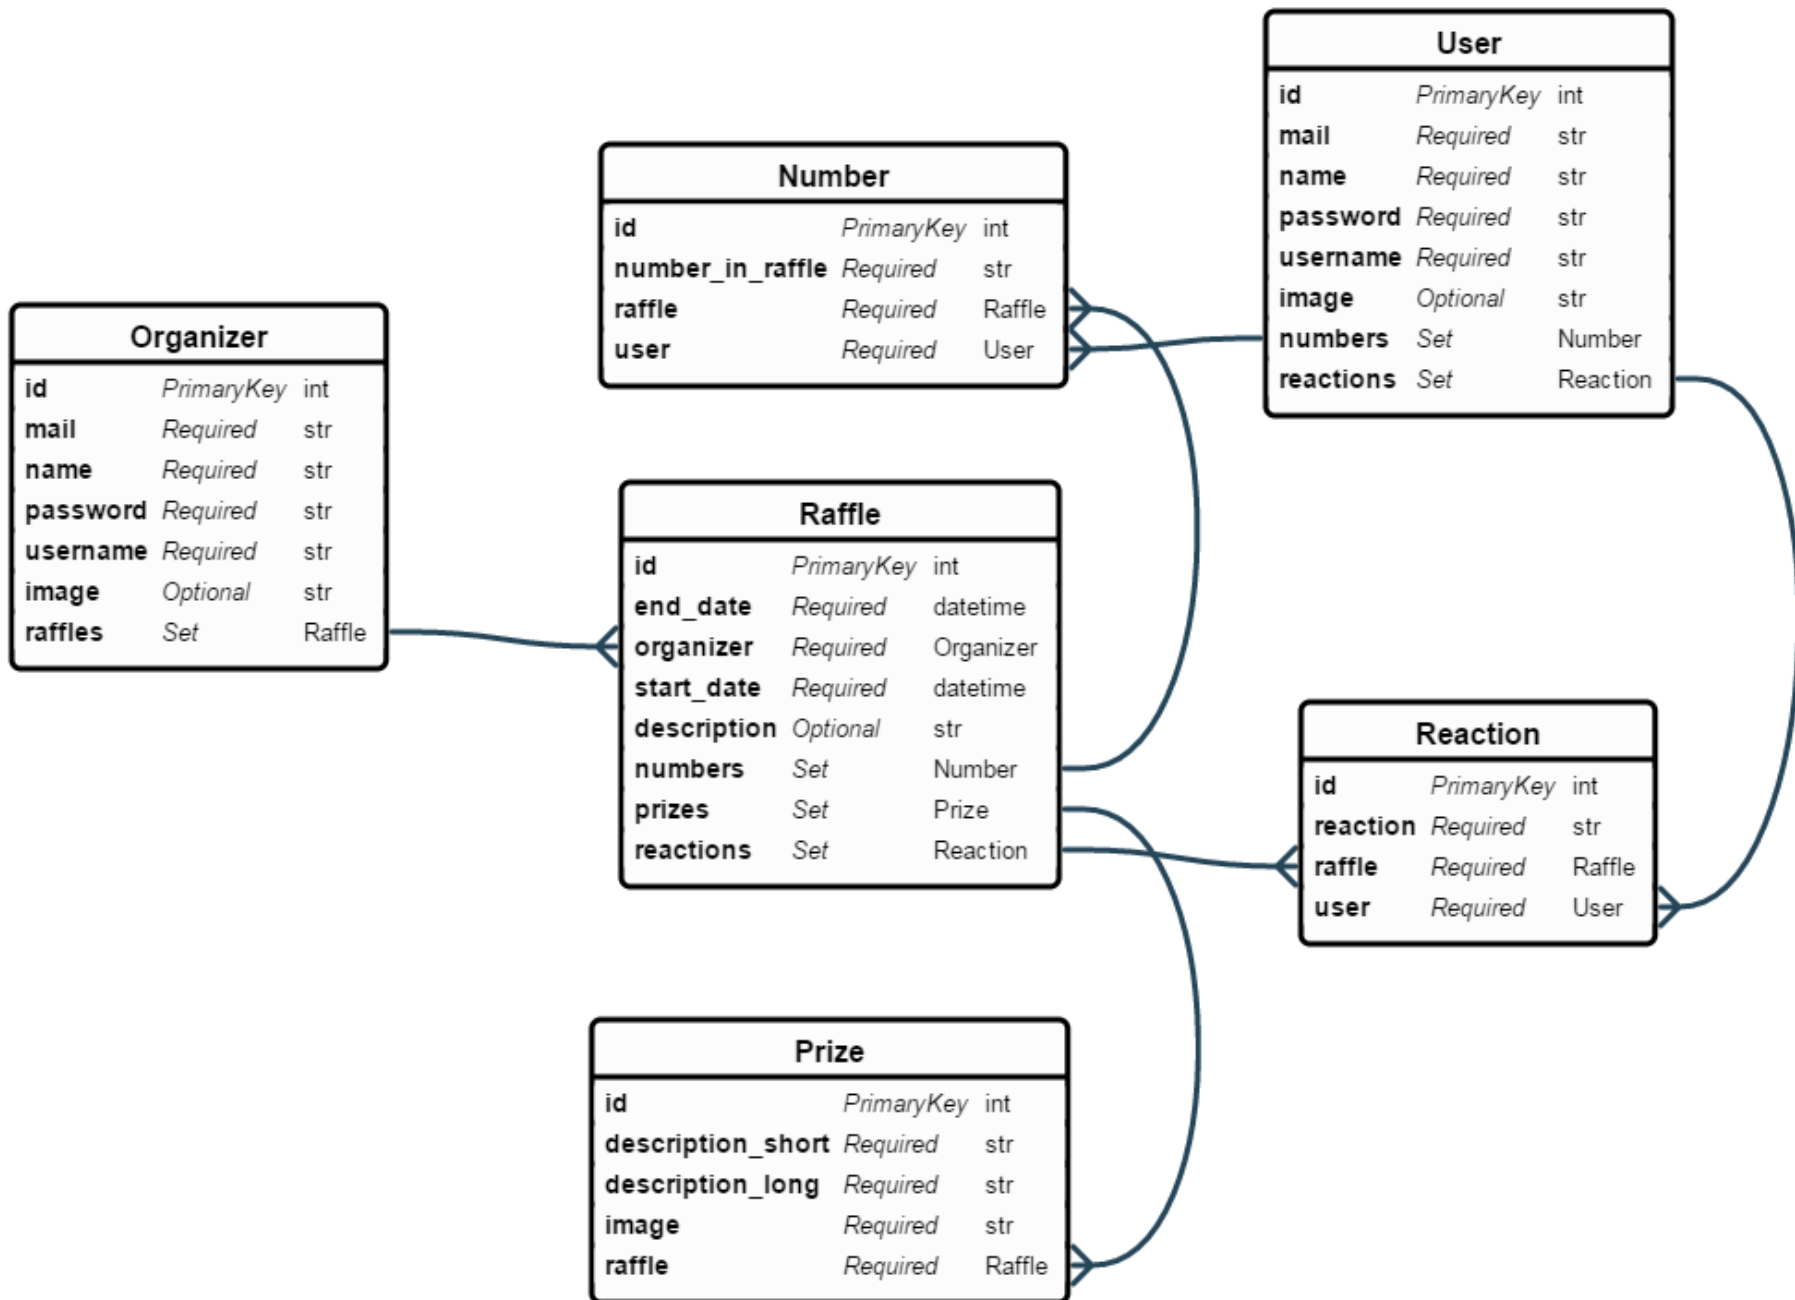 User
id PrimaryKey int
mail Required str
name Required str
password Required str
username Required str
image Optional str
numbers Set Number
reactions Set Reaction
Number
id PrimaryKey int
number_in_raffle Required str
raffle Required Raffle
user Required User
Organizer
id PrimaryKey int
mail Required str
name Required str
password Required str
username Required str
image Optional str
raffles Set Raffle
Raffle
id PrimaryKey int
end_date Required datetime
organizer Required Organizer
start_date Required datetime
description Optional str
numbers Set Number
prizes Set Prize
reactions Set Reaction
Reaction
id PrimaryKey int
reaction Required str
raffle Required Raffle
user Required User
Prize
id PrimaryKey int
description_short Required str
description_long Required str
image Required str
raffle Required Raffle